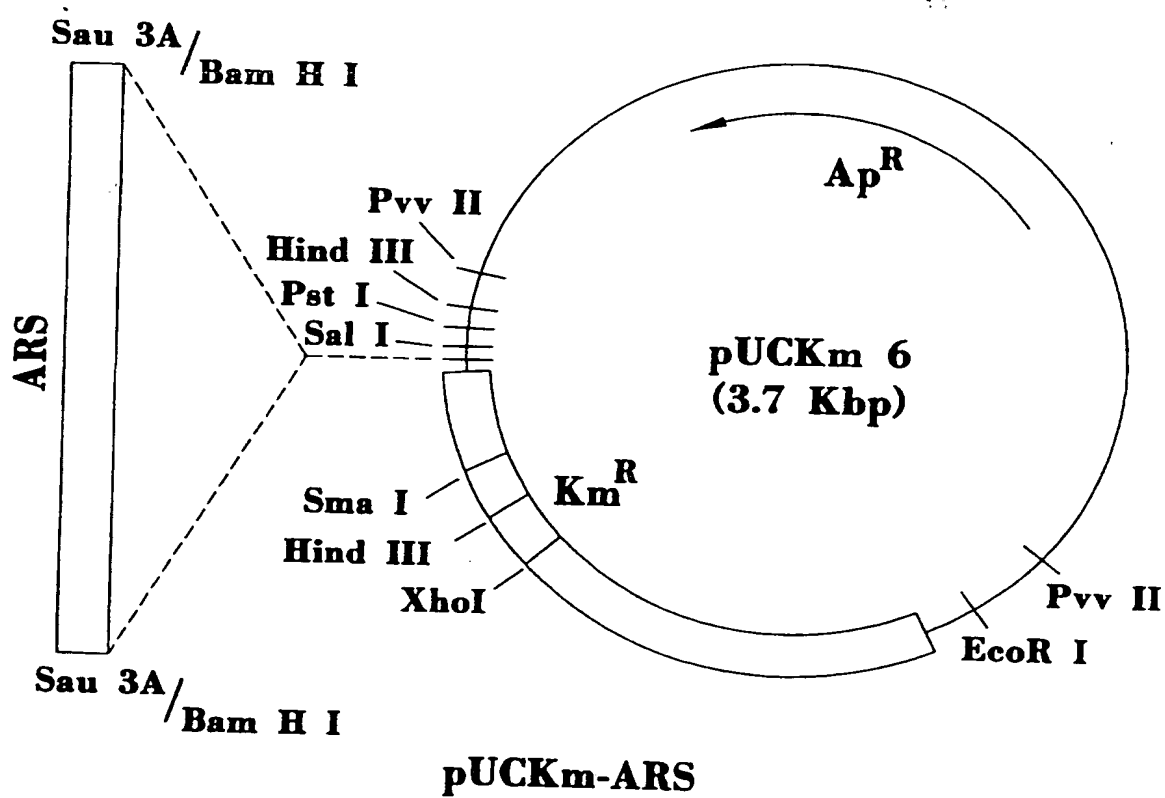 Sau 3A/
Bam H I
ARS
Pvv II
Hind III
Pst I
Sal I
Ap^R
pUCKm 6
(3.7 Kbp)
Km^R
Sma I
Hind III
XhoI
Pvv II
EcoR I
Sau 3A/
Bam H I
pUCKm-ARS